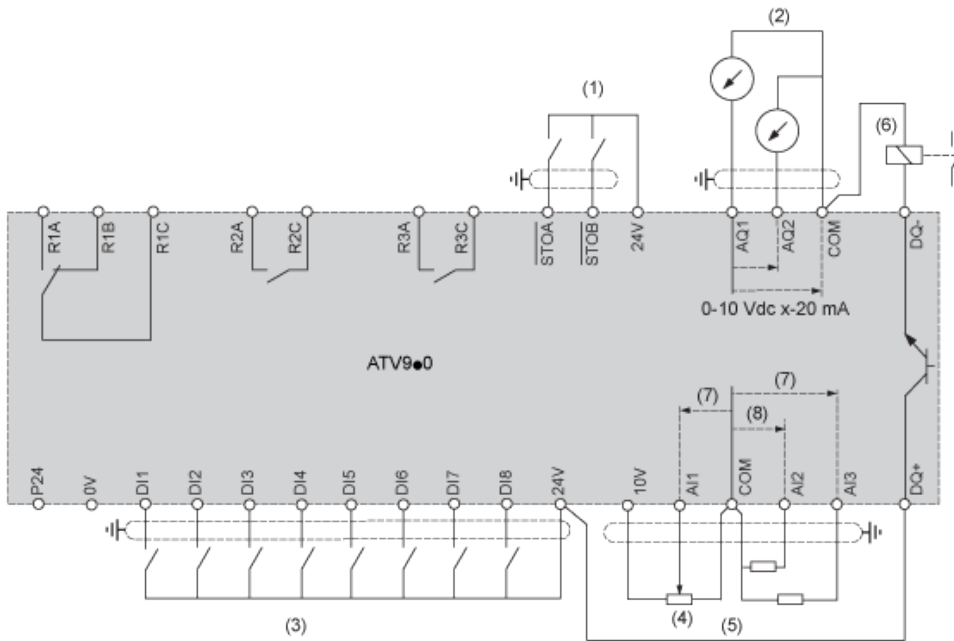 (2)
(1)
(6)
R1A
R1B
R1C
R2A
R2C
R3A
R3C
STOA
STOB
24V
AQ1
AQ2
COM
DQ-
0-10 Vdc x-20 mA
ATV9●0
(7)
(7)
(8)
P24
0V
DI1
DI2
DI3
DI4
DI5
DI6
DI7
DI8
24V
10V
AI1
COM
AI2
AI3
DQ+
(3)
(4)
(5)